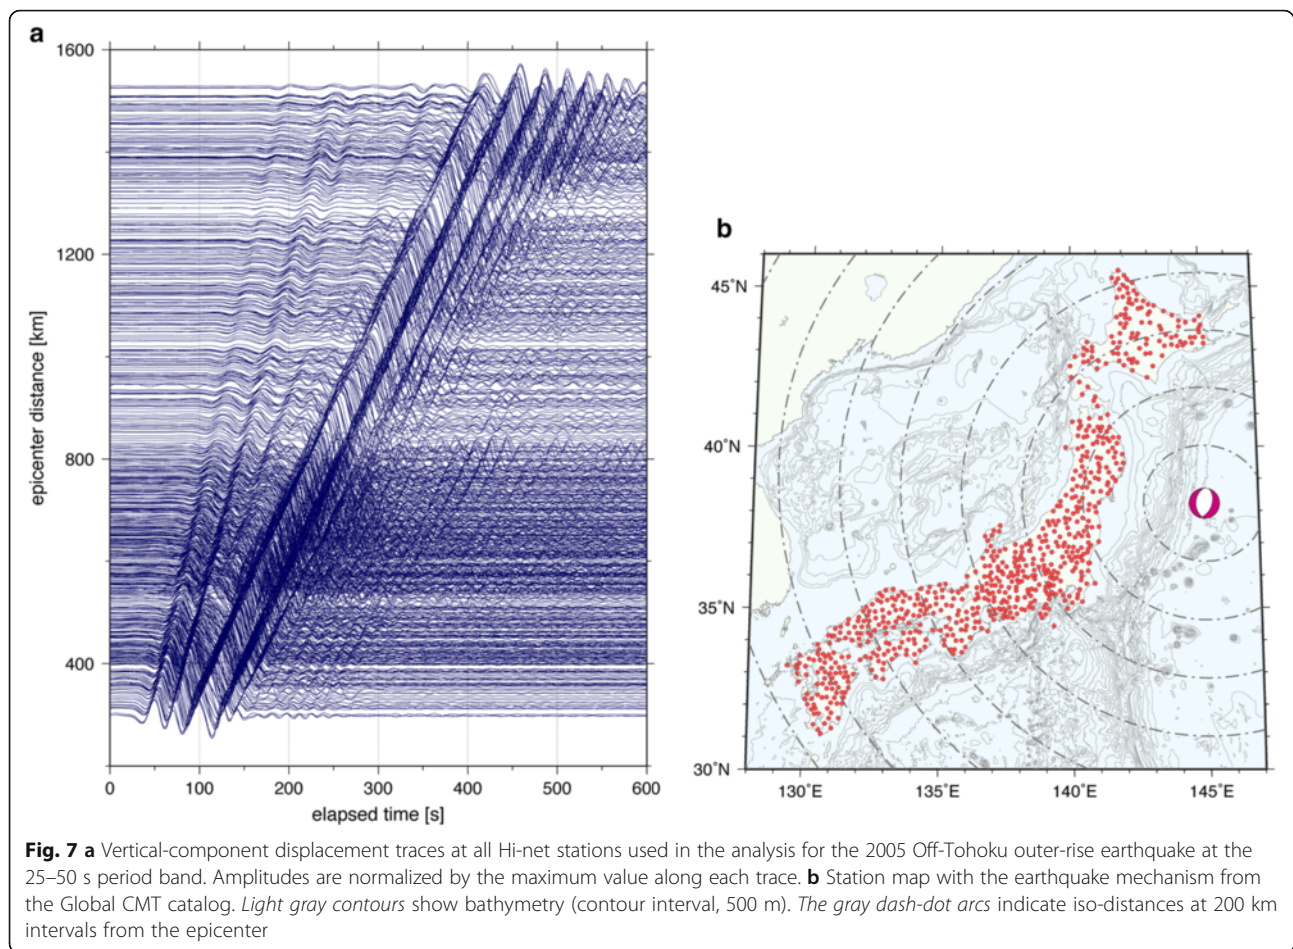 a
1600
1200
800
400
epicenter distance [km]
0 100 200 300 400 500 600
elapsed time [s]
b
45°N
40°N
35°N
30°N
130°E 135°E 140°E 145°E
Fig. 7 a Vertical-component displacement traces at all Hi-net stations used in the analysis for the 2005 Off-Tohoku outer-rise earthquake at the
25–50 s period band. Amplitudes are normalized by the maximum value along each trace. b Station map with the earthquake mechanism from
the Global CMT catalog. Light gray contours show bathymetry (contour interval, 500 m). The gray dash-dot arcs indicate iso-distances at 200 km
intervals from the epicenter